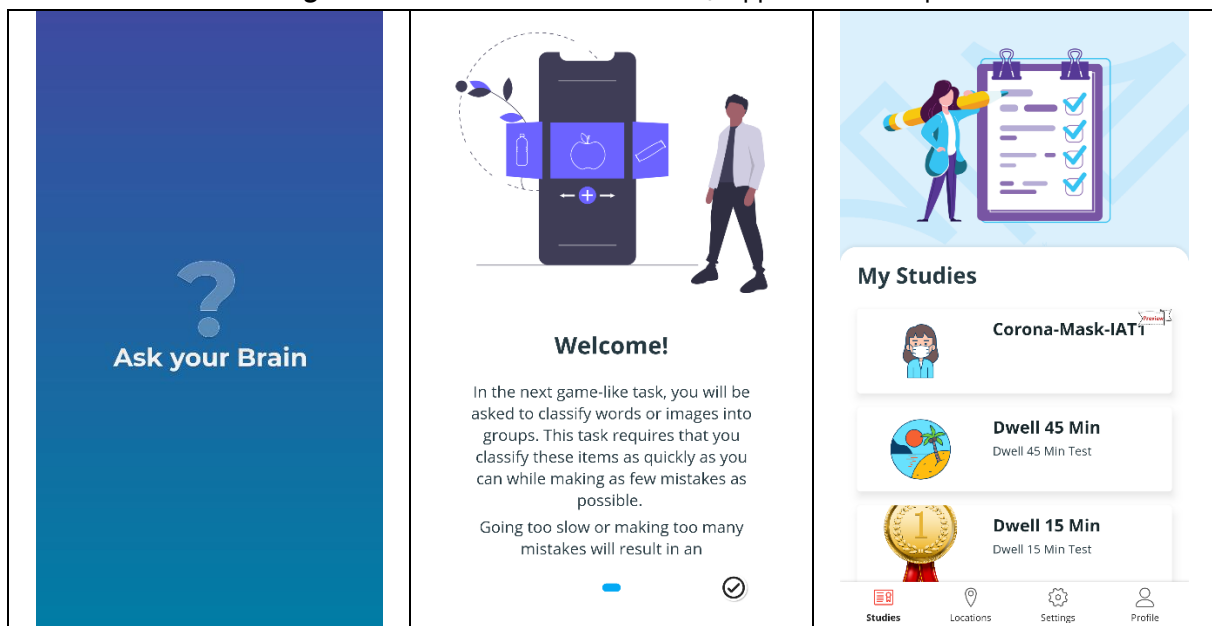 ?
Ask your Brain
Welcome!
In the next game-like task, you will be
asked to classify words or images into
groups. This task requires that you
classify these items as quickly as you
can while making as few mistakes as
possible.
Going too slow or making too many
mistakes will result in an
My Studies
Preview
Corona-Mask-IAT1
Dwell 45 Min
Dwell 45 Min Test
1
Dwell 15 Min
Dwell 15 Min Test
Studies Locations Settings Profile